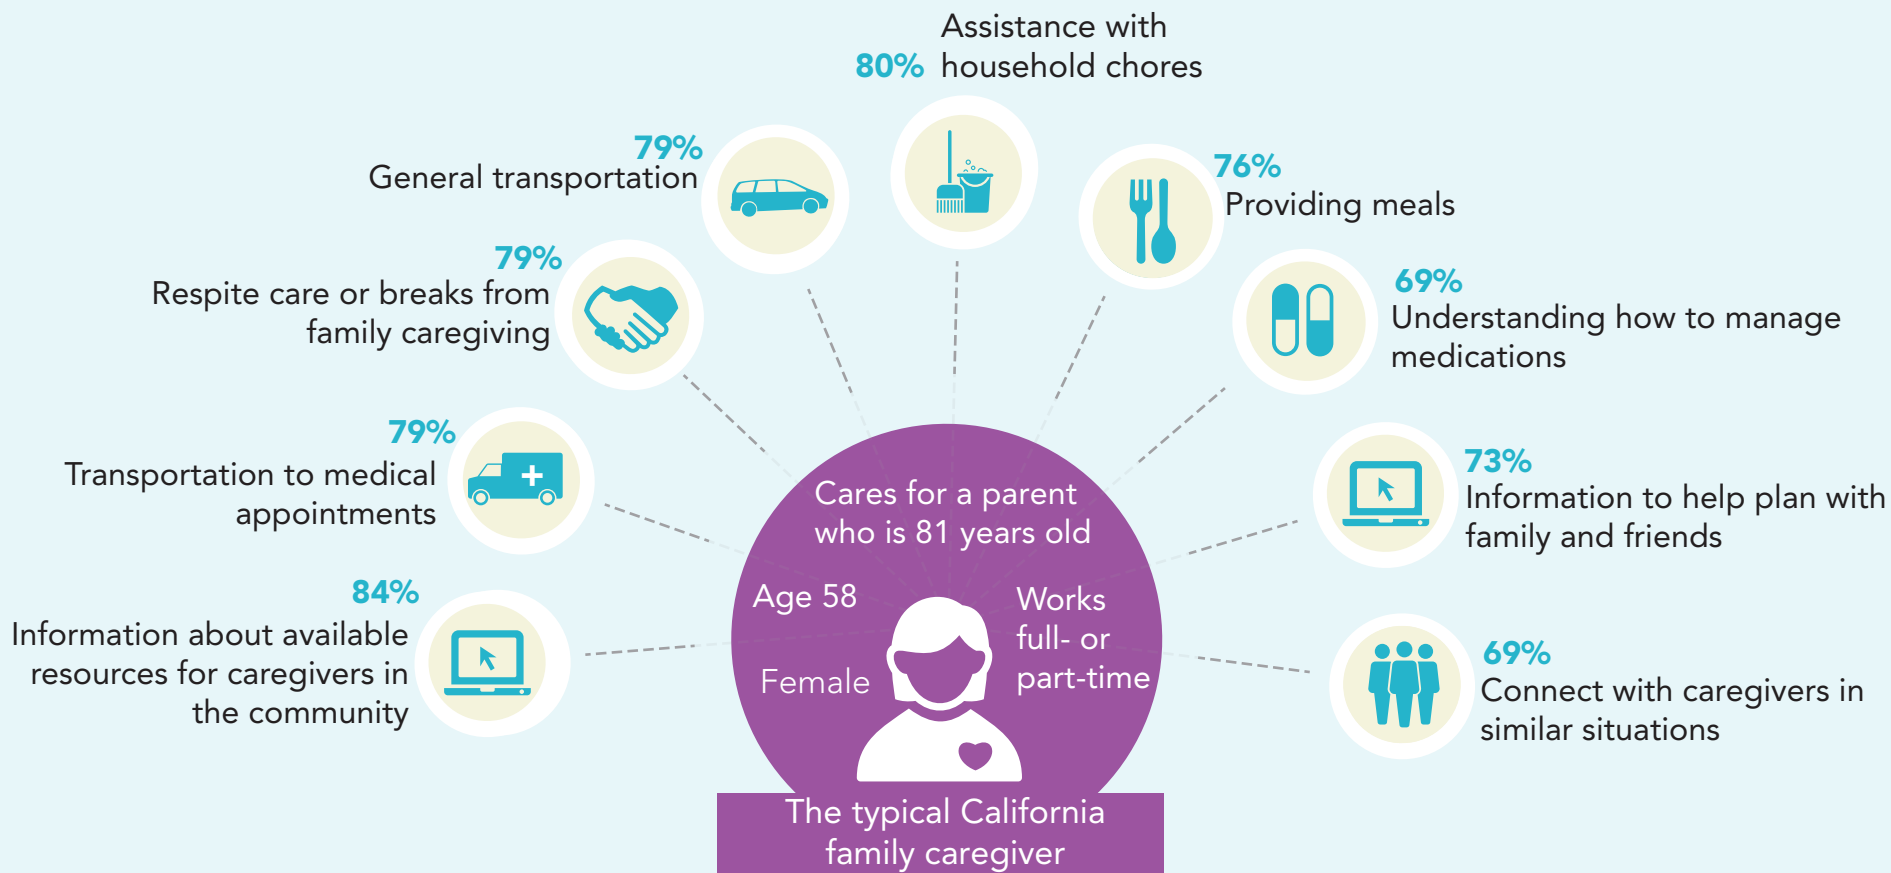 Assistance with
80% household chores
79%
General transportation
76%
Providing meals
79%
Respite care or breaks from
family caregiving
69%
Understanding how to manage
medications
79%
Transportation to medical
appointments
73%
Information to help plan with
family and friends
84%
Information about available
resources for caregivers in
the community
69%
Connect with caregivers in
similar situations
Cares for a parent
who is 81 years old
Age 58
Female
Works
full- or
part-time
The typical California
family caregiver